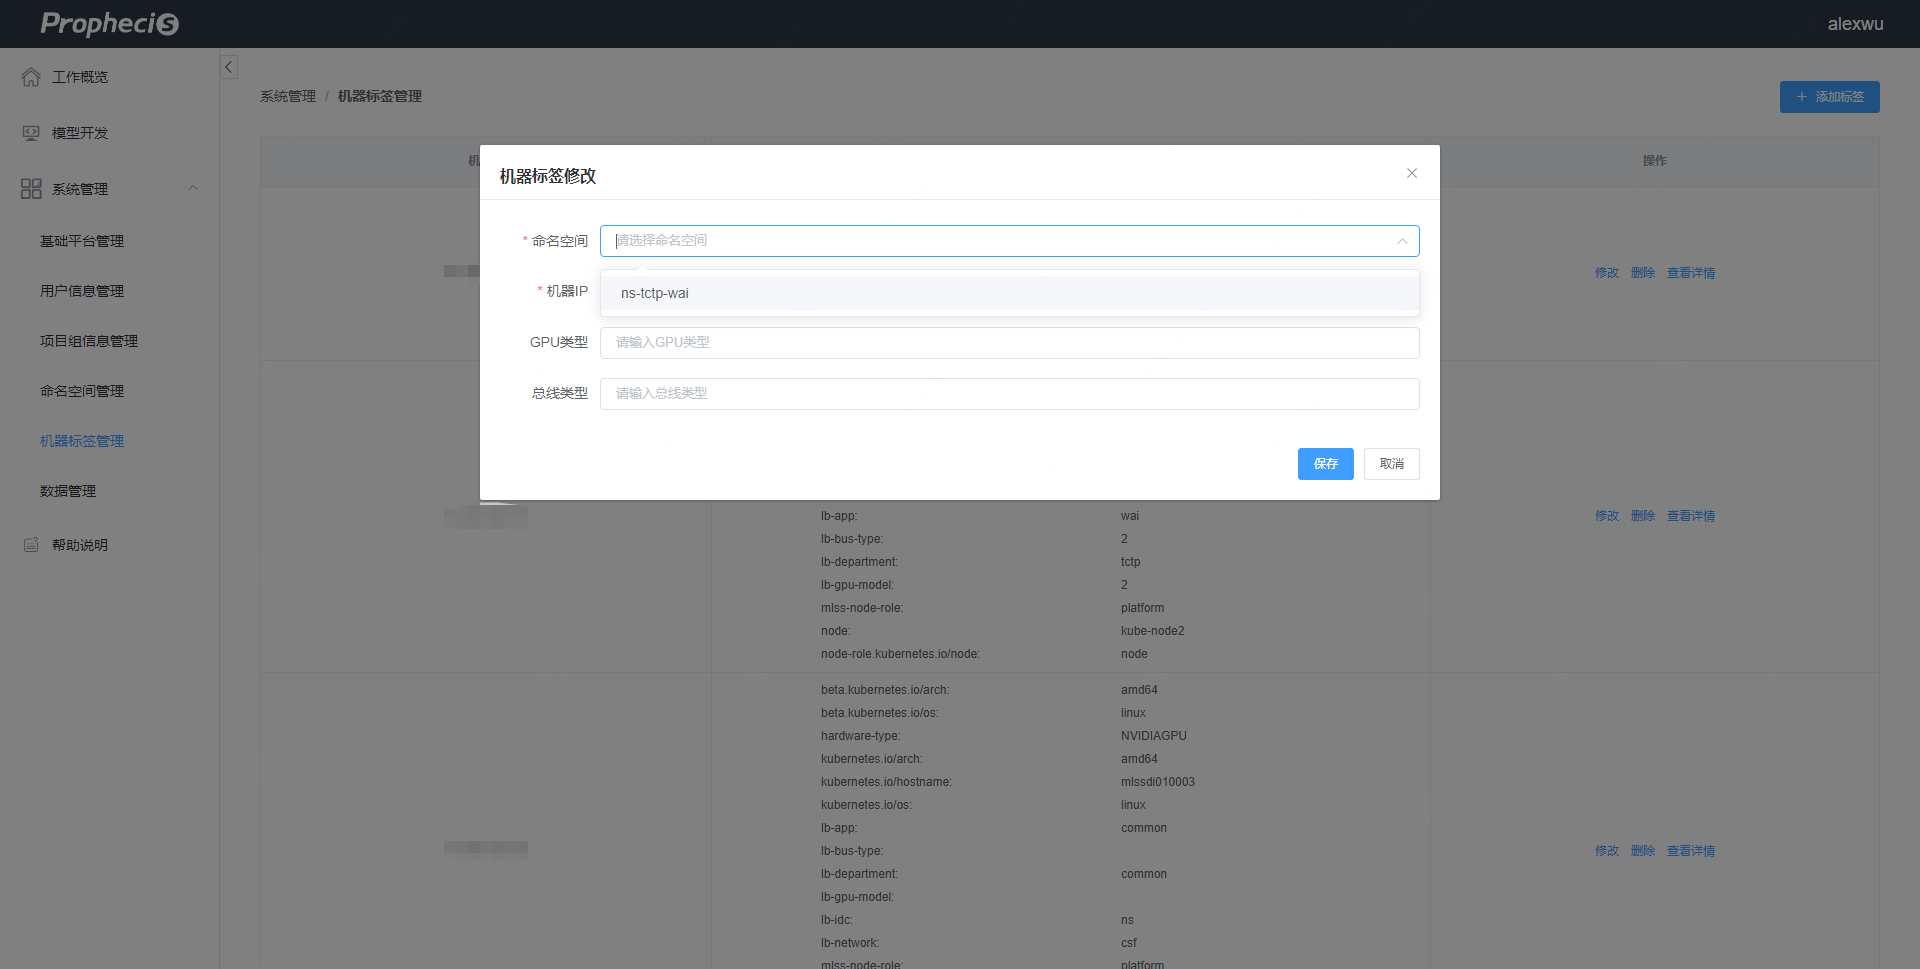 Prophecis
alexwu
工作概览
模型开发
系统管理
基础平台管理
用户信息管理
项目组信息管理
命名空间管理
机器标签管理
数据管理
帮助说明
系统管理 / 机器标签管理
+ 添加标签
操作
修改 删除 查看详情
机器标签修改
* 命名空间 请选择命名空间
* 机器IP
ns-tctp-wai
GPU类型 请输入GPU类型
总线类型 请输入总线类型
保存 取消
lb-app: wai
lb-bus-type: 2
lb-department: tctp
lb-gpu-model: 2
mlss-node-role: platform
node: kube-node2
node-role.kubernetes.io/node: node
修改 删除 查看详情
beta.kubernetes.io/arch: amd64
beta.kubernetes.io/os: linux
hardware-type: NVIDIAGPU
kubernetes.io/arch: amd64
kubernetes.io/hostname: mlssdi010003
kubernetes.io/os: linux
lb-app: common
lb-bus-type:
lb-department: common
lb-gpu-model:
lb-idc: ns
lb-network: csf
mlss-node-role: platform
修改 删除 查看详情